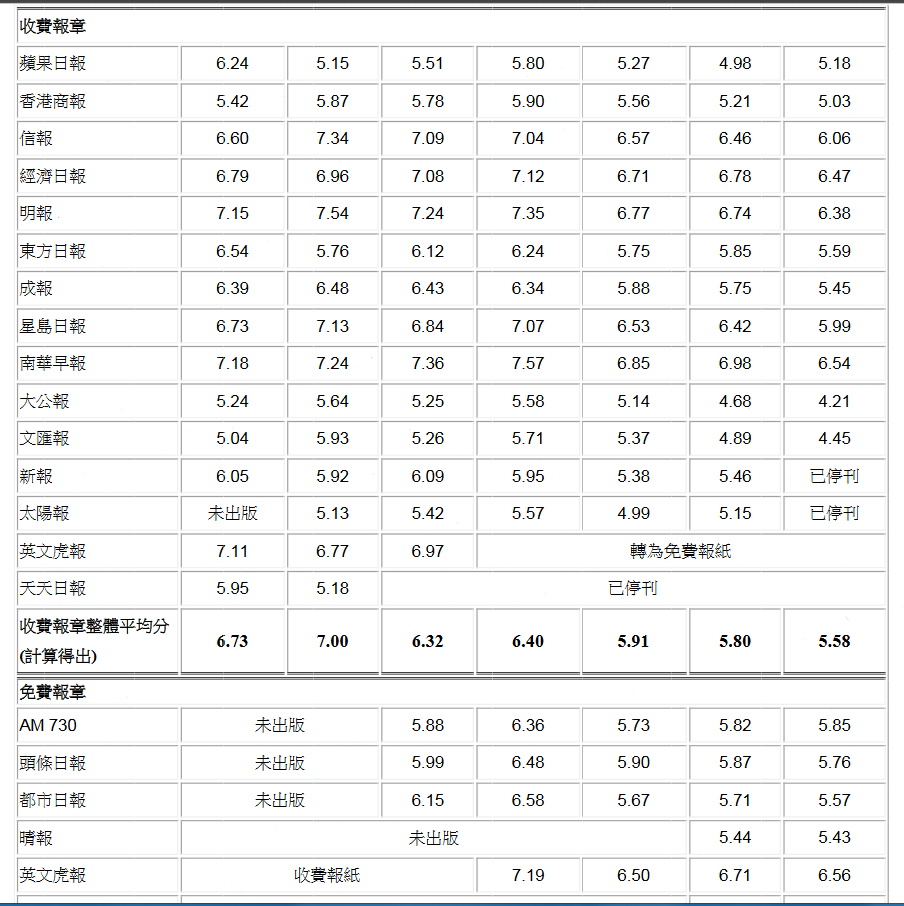 收費報章
蘋果日報 6.24 5.15 5.51 5.80 5.27 4.98 5.18
香港商報 5.42 5.87 5.78 5.90 5.56 5.21 5.03
信報 6.60 7.34 7.09 7.04 6.57 6.46 6.06
經濟日報 6.79 6.96 7.08 7.12 6.71 6.78 6.47
明報 7.15 7.54 7.24 7.35 6.77 6.74 6.38
東方日報 6.54 5.76 6.12 6.24 5.75 5.85 5.59
成報 6.39 6.48 6.43 6.34 5.88 5.75 5.45
星島日報 6.73 7.13 6.84 7.07 6.53 6.42 5.99
南華早報 7.18 7.24 7.36 7.57 6.85 6.98 6.54
大公報 5.24 5.64 5.25 5.58 5.14 4.68 4.21
文匯報 5.04 5.93 5.26 5.71 5.37 4.89 4.45
新報 6.05 5.92 6.09 5.95 5.38 5.46 已停刊
太陽報 未出版 5.13 5.42 5.57 4.99 5.15 已停刊
英文虎報 7.11 6.77 6.97 轉為免費報紙
天天日報 5.95 5.18 已停刊
收費報章整體平均分
(計算得出) 6.73 7.00 6.32 6.40 5.91 5.80 5.58
免費報章
AM 730 未出版 5.88 6.36 5.73 5.82 5.85
頭條日報 未出版 5.99 6.48 5.90 5.87 5.76
都市日報 未出版 6.15 6.58 5.67 5.71 5.57
晴報 未出版 5.44 5.43
英文虎報 收費報紙 7.19 6.50 6.71 6.56